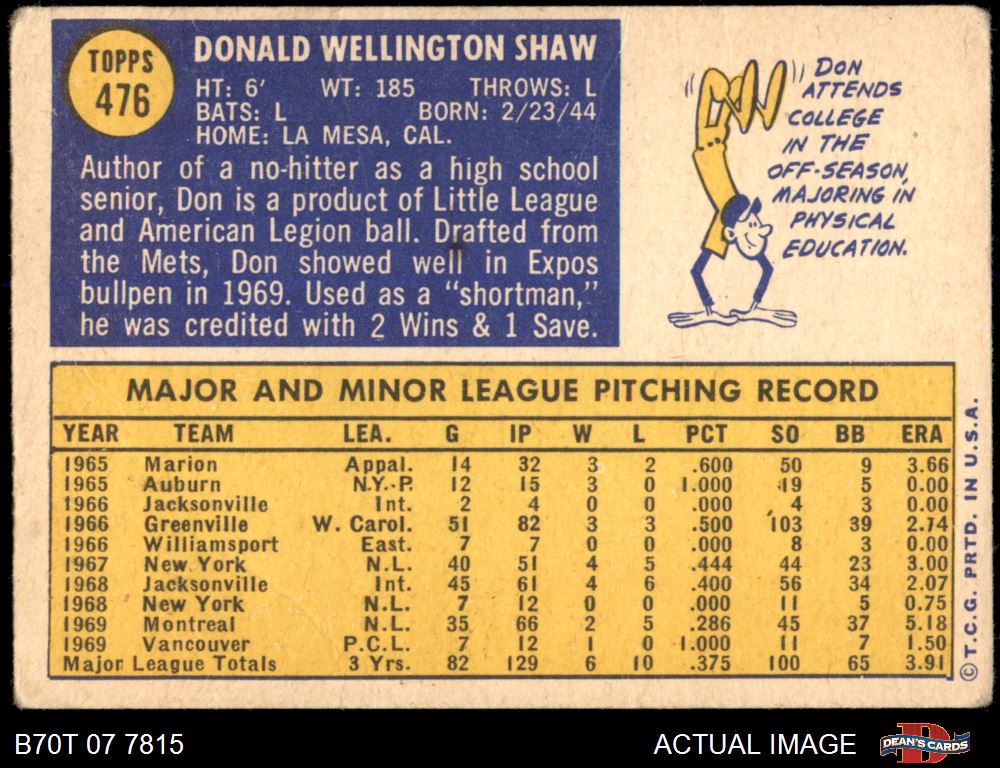 TOPPS
476
DONALD WELLINGTON SHAW
HT: 6' WT: 185 THROWS: L
BATS: L BORN: 2/23/44
HOME: LA MESA, CAL.
Author of a no-hitter as a high school
senior, Don is a product of Little League
and American Legion ball. Drafted from
the Mets, Don showed well in Expos
bullpen in 1969. Used as a "shortman,"
he was credited with 2 Wins & 1 Save.
DON
ATTENDS
COLLEGE
IN THE
OFF-SEASON,
MAJORING IN
PHYSICAL
EDUCATION.
MAJOR AND MINOR LEAGUE PITCHING RECORD
YEAR TEAM LEA. G IP W L PCT SO BB ERA
1965 Marion Appal. 14 32 3 2 .600 50 9 3.66
1965 Auburn N.Y.-P. 12 15 3 0 1.000 19 5 0.00
1966 Jacksonville Int. 2 4 0 0 .000 4 3 0.00
1966 Greenville W. Carol. 51 82 3 3 .500 103 39 2.74
1966 Williamsport East. 7 7 0 0 .000 8 3 0.00
1967 New York N.L. 40 51 4 5 .444 44 23 3.00
1968 Jacksonville Int. 45 61 4 6 .400 56 34 2.07
1968 New York N.L. 7 12 0 0 .000 11 5 0.75
1969 Montreal N.L. 35 66 2 5 .286 45 37 5.18
1969 Vancouver P.C.L. 7 12 1 0 1.000 11 7 1.50
Major League Totals 3 Yrs. 82 129 6 10 .375 100 65 3.91
© T.C.G. PRTD. IN U.S.A.
B70T 07 7815
ACTUAL IMAGE
DEAN'S CARDS